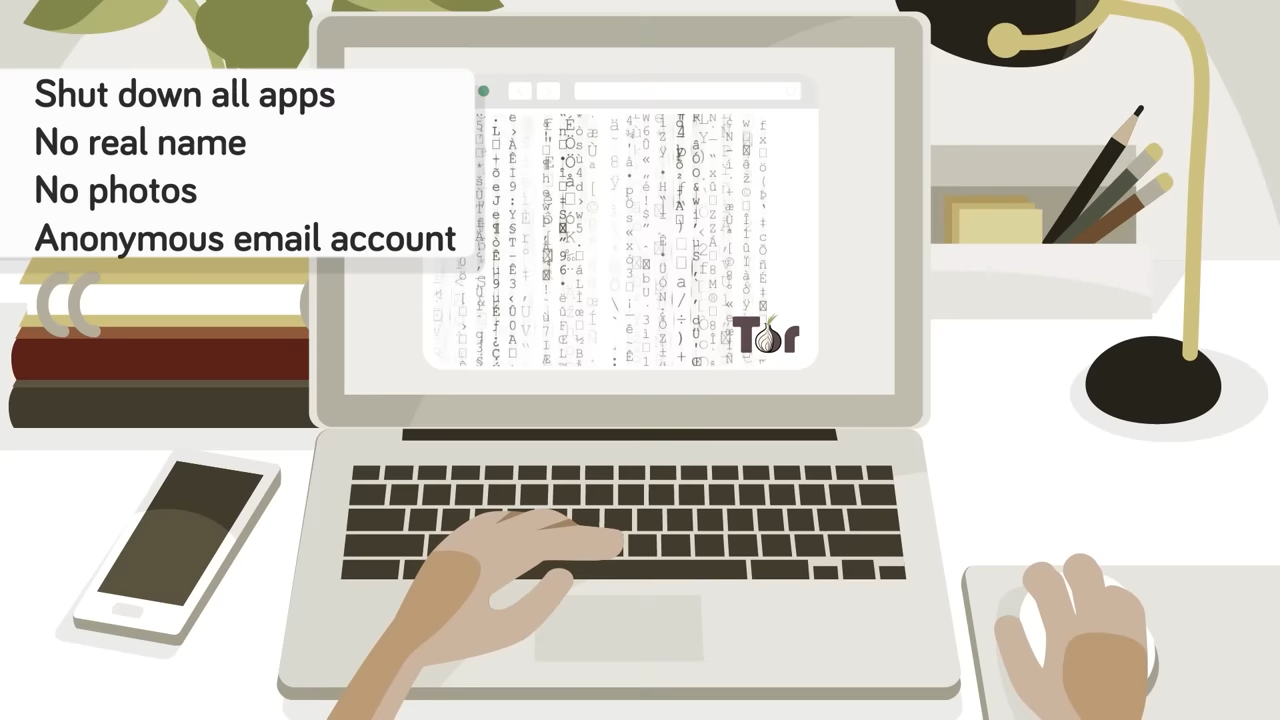 Shut down all apps
No real name
No photos
Anonymous email account
Tor